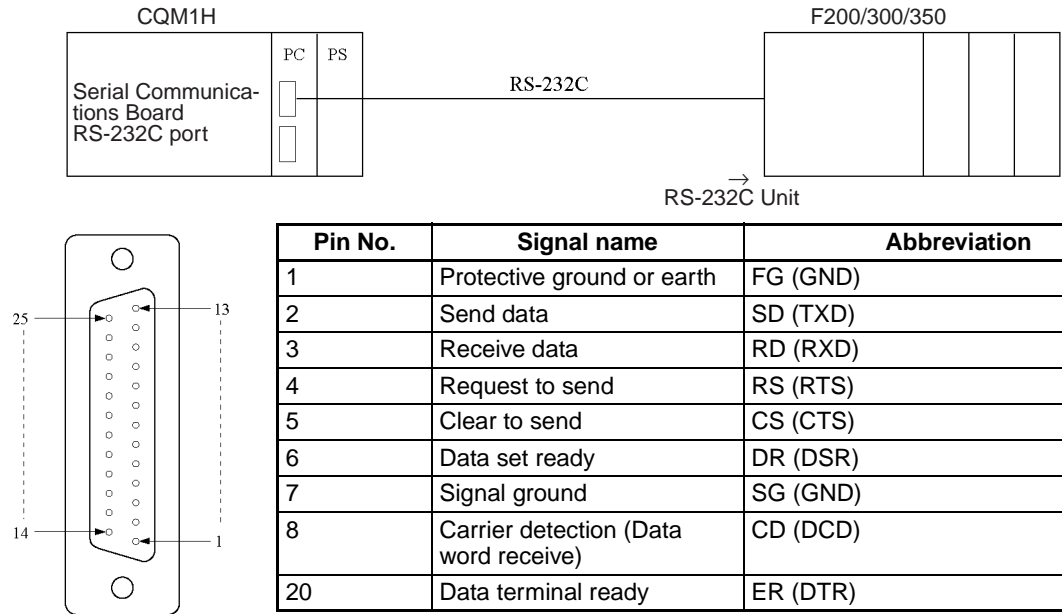 CQM1H
F200/300/350
PC PS
Serial Communica-
tions Board
RS-232C port
RS-232C
→
RS-232C Unit
25
13
14
1
Pin No. Signal name Abbreviation
1 Protective ground or earth FG (GND)
2 Send data SD (TXD)
3 Receive data RD (RXD)
4 Request to send RS (RTS)
5 Clear to send CS (CTS)
6 Data set ready DR (DSR)
7 Signal ground SG (GND)
8 Carrier detection (Data
word receive) CD (DCD)
20 Data terminal ready ER (DTR)